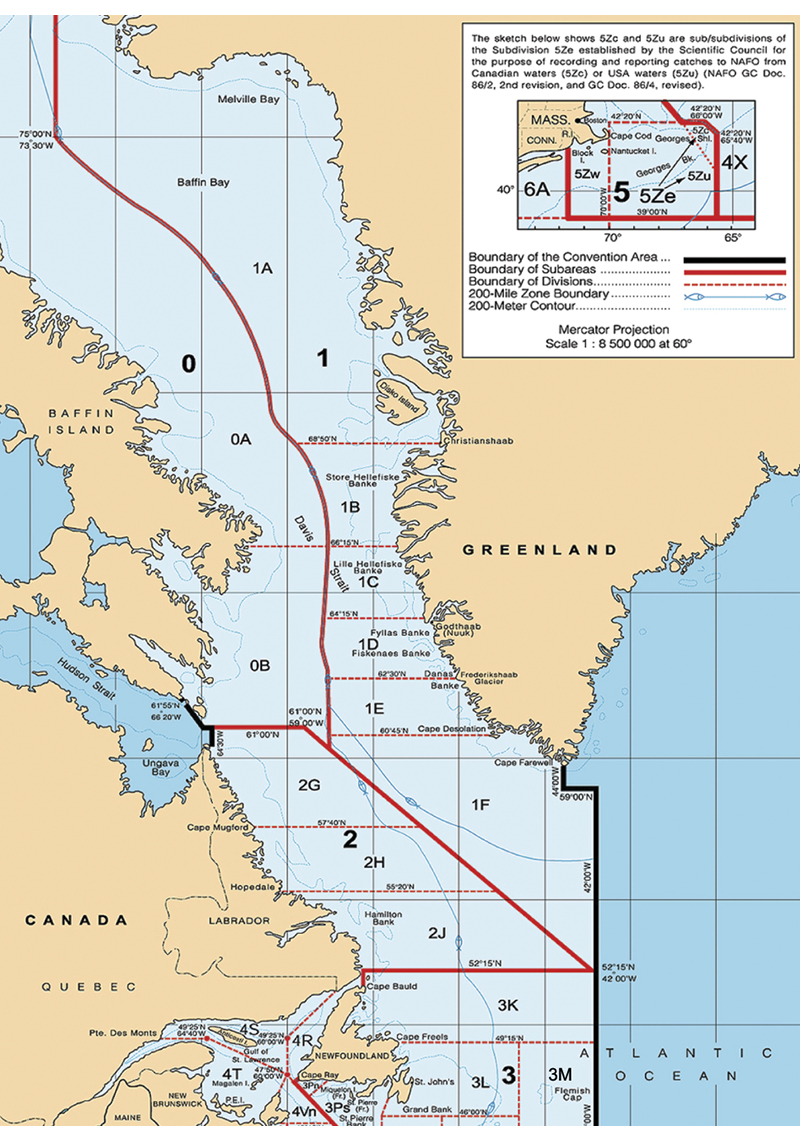 The sketch below shows 5Zc and 5Zu are sub/subdivisions of
the Subdivision 5Ze established by the Scientific Council for
the purpose of recording and reporting catches to NAFO from
Canadian waters (5Zc) or USA waters (5Zu) (NAFO GC Doc.
86/2, 2nd revision, and GC Doc. 86/4, revised).
MASS.
Boston
42°20'N
42°20'N
66°00'W
CONN.
R.I.
Cape Cod
Georges Shl.
5Zc
42°20'N
65°40'W
Block
I.
Nantucket I.
4X
5Zw
Georges
Bk.
5Zu
40°
6A
70°00'W
5
5Ze
39°00'N
70°
65°
Boundary of the Convention Area ...
Boundary of Subareas
Boundary of Divisions
200-Mile Zone Boundary
200-Meter Contour
Mercator Projection
Scale 1 : 8 500 000 at 60°
Melville Bay
75°00'N
73°30'W
Baffin Bay
1A
0
1
Disko Island
BAFFIN
ISLAND
0A
68°50'N
Christianshaab
Store Hellefiske
Banke
1B
Davis
Strait
66°15'N
GREENLAND
Lille Hellefiske
Banke
1C
64°15'N
Godthaab
(Nuuk)
Fyllas Banke
1D
Fiskenaes Banke
0B
62°30'N
Danas
Banke
Frederikshaab
Glacier
Hudson Strait
61°55'N
66°20'W
61°00'N
59°00'W
1E
61°00'N
64°30'W
60°45'N
Cape Desolation
Ungava
Bay
Cape Farewell
44°00'W
59°00'N
2G
1F
Cape Mugford
57°40'N
2
2H
42°00'W
Hopedale
55°20'N
CANADA
LABRADOR
Hamilton
Bank
2J
52°15'N
52°15'N
42°00'W
QUEBEC
Cape Bauld
3K
Pte. Des Monts
49°25'N
64°40'W
4S
Anticosti I.
49°25'N
60°00'W
4R
Cape Freels
49°15'N
Gulf of
St. Lawrence
NEWFOUNDLAND
ATLANTIC
OCEAN
4T
47°50'N
60°00'W
Cape Ray
Magalen I.
3Pn
Miquelon I.
(Fr.)
St. John's
3L
3
3M
Flemish
Cap
NEW
BRUNSWICK
P.E.I.
4Vn
3Ps
St. Pierre
(Fr.)
St.Pierre
Bank
Grand Bank
46°00'N
MAINE